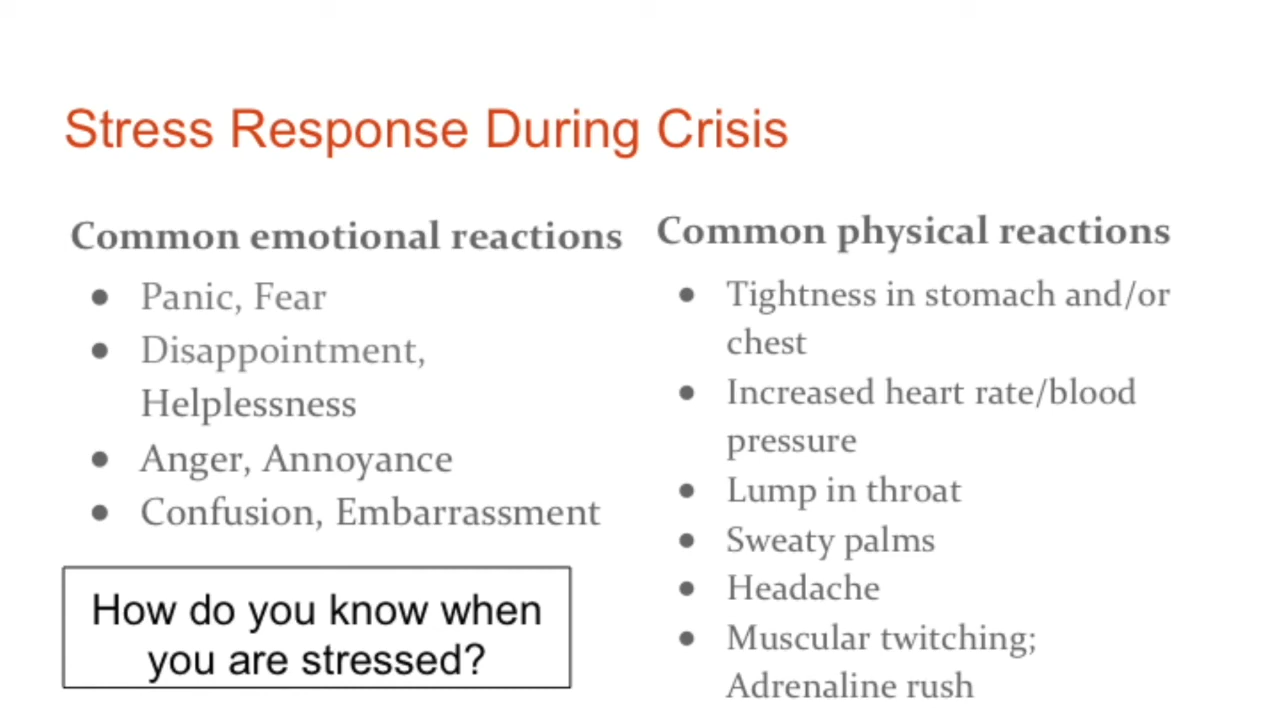 Stress Response During Crisis
Common emotional reactions
● Panic, Fear
● Disappointment,
Helplessness
● Anger, Annoyance
● Confusion, Embarrassment
How do you know when
you are stressed?
Common physical reactions
● Tightness in stomach and/or
chest
● Increased heart rate/blood
pressure
● Lump in throat
● Sweaty palms
● Headache
● Muscular twitching;
Adrenaline rush